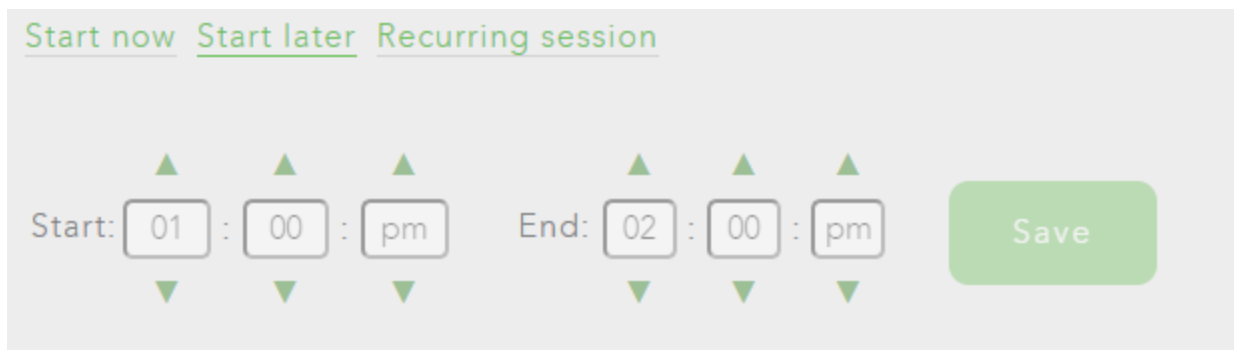 Start now Start later Recurring session
Start: 01 : 00 : pm End: 02 : 00 : pm Save